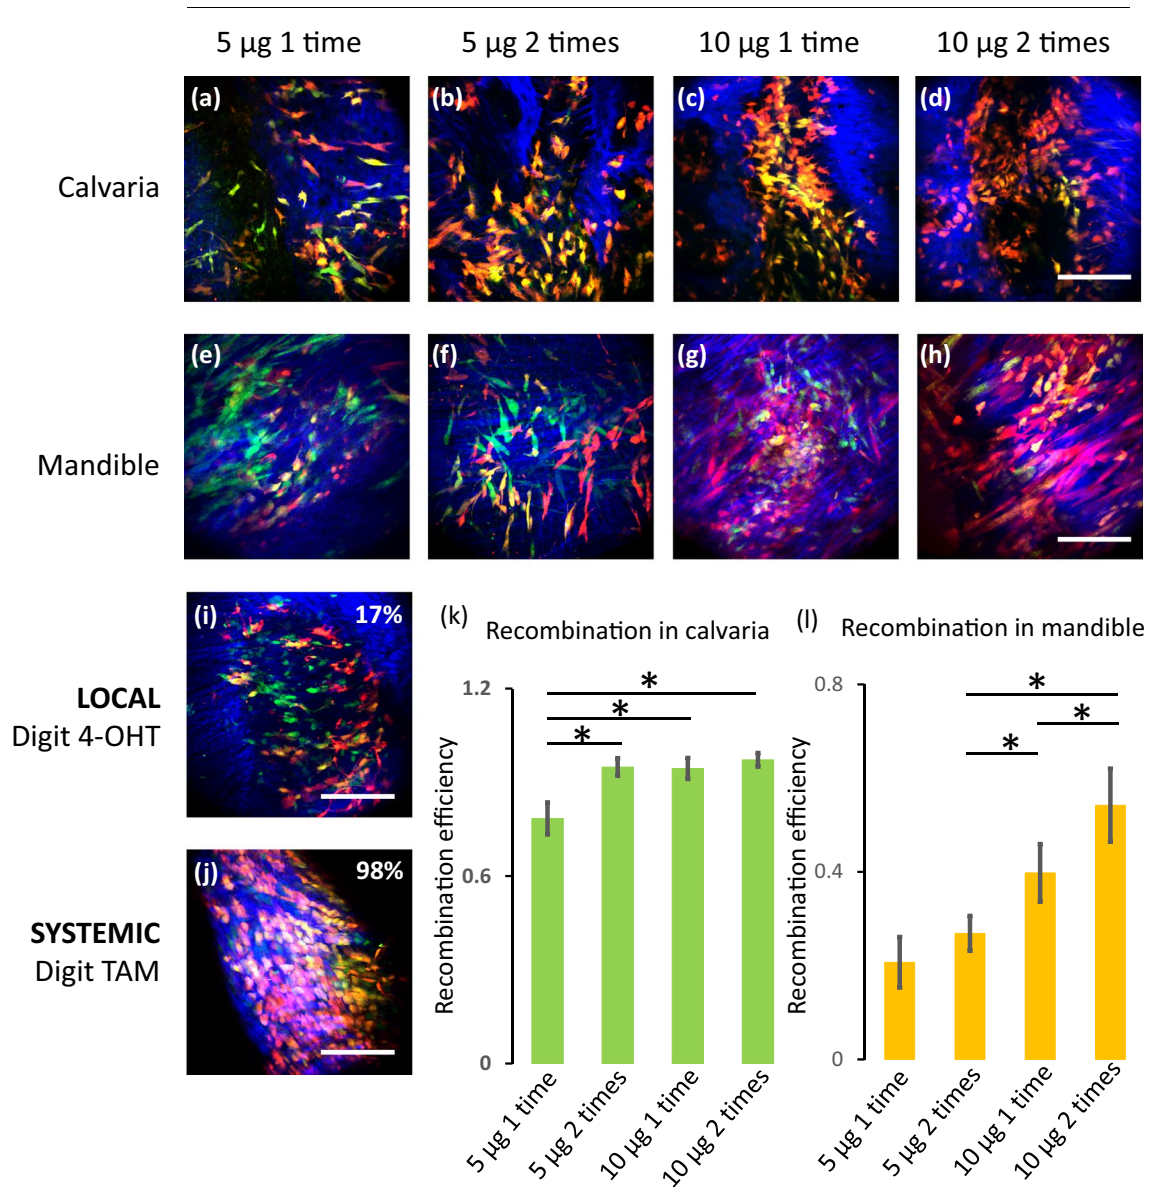 5 µg 1 time 5 µg 2 times 10 µg 1 time 10 µg 2 times
Calvaria
(a) (b) (c) (d)
Mandible
(e) (f) (g) (h)
LOCAL
Digit 4-OHT
(i) 17%
SYSTEMIC
Digit TAM
(j) 98%
(k) Recombination in calvaria
Recombination efficiency
1.2
0.6
0
* * *
5 µg 1 time
5 µg 2 times
10 µg 1 time
10 µg 2 times
(l) Recombination in mandible
Recombination efficiency
0.8
0.4
0
* * *
5 µg 1 time
5 µg 2 times
10 µg 1 time
10 µg 2 times